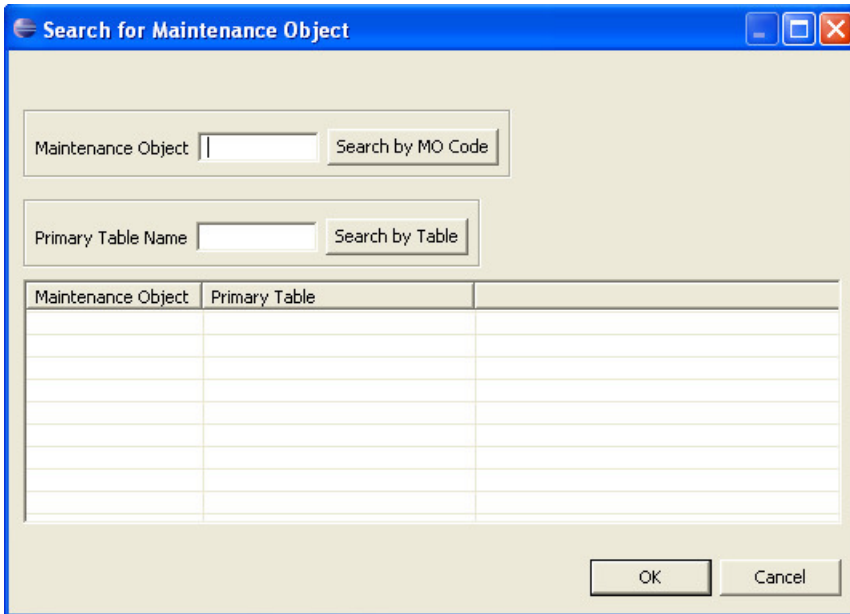 Search for Maintenance Object
Maintenance Object Search by MO Code
Primary Table Name Search by Table
Maintenance Object Primary Table
OK Cancel